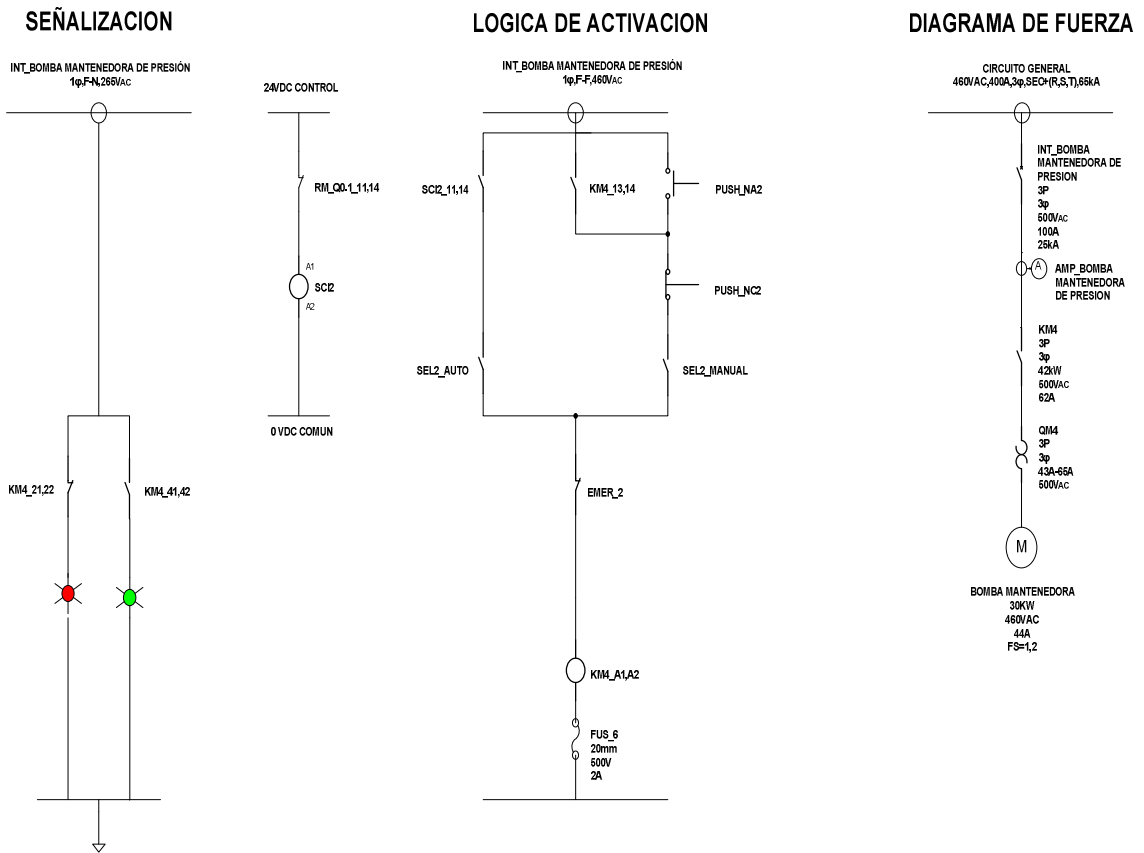 SEÑALIZACION
INT_BOMBA MANTENEDORA DE PRESIÓN
1φ,F-N,265VAC
24VDC CONTROL
RM_Q0.1_11,14
A1
SCI2
A2
0 VDC COMUN
KM4_21,22
KM4_41,42
LOGICA DE ACTIVACION
INT_BOMBA MANTENEDORA DE PRESIÓN
1φ,F-F,460VAC
SCI2_11,14
KM4_13,14
PUSH_NA2
PUSH_NC2
SEL2_AUTO
SEL2_MANUAL
EMER_2
KM4_A1,A2
FUS_6
20mm
500V
2A
DIAGRAMA DE FUERZA
CIRCUITO GENERAL
460VAC,400A,3φ,SEC+(R,S,T),65kA
INT_BOMBA
MANTENEDORA DE
PRESION
3P
3φ
500VAC
100A
25kA
A
AMP_BOMBA
MANTENEDORA
DE PRESION
KM4
3P
3φ
42kW
500VAC
62A
QM4
3P
3φ
43A-65A
500VAC
M
BOMBA MANTENEDORA
30KW
460VAC
44A
FS=1,2